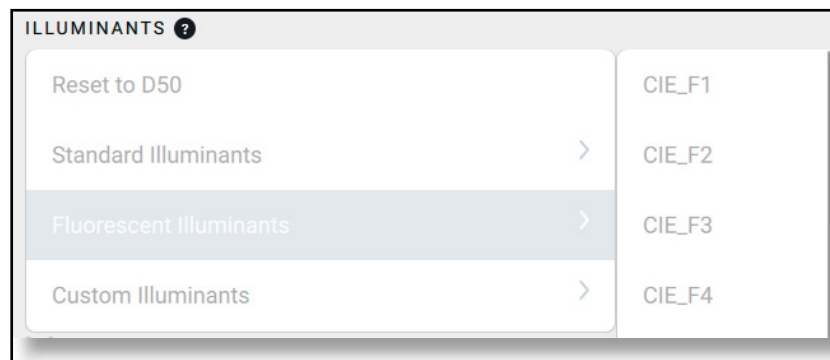 ILLUMINANTS ?
Reset to D50
Standard Illuminants
Fluorescent Illuminants
Custom Illuminants
CIE_F1
CIE_F2
CIE_F3
CIE_F4